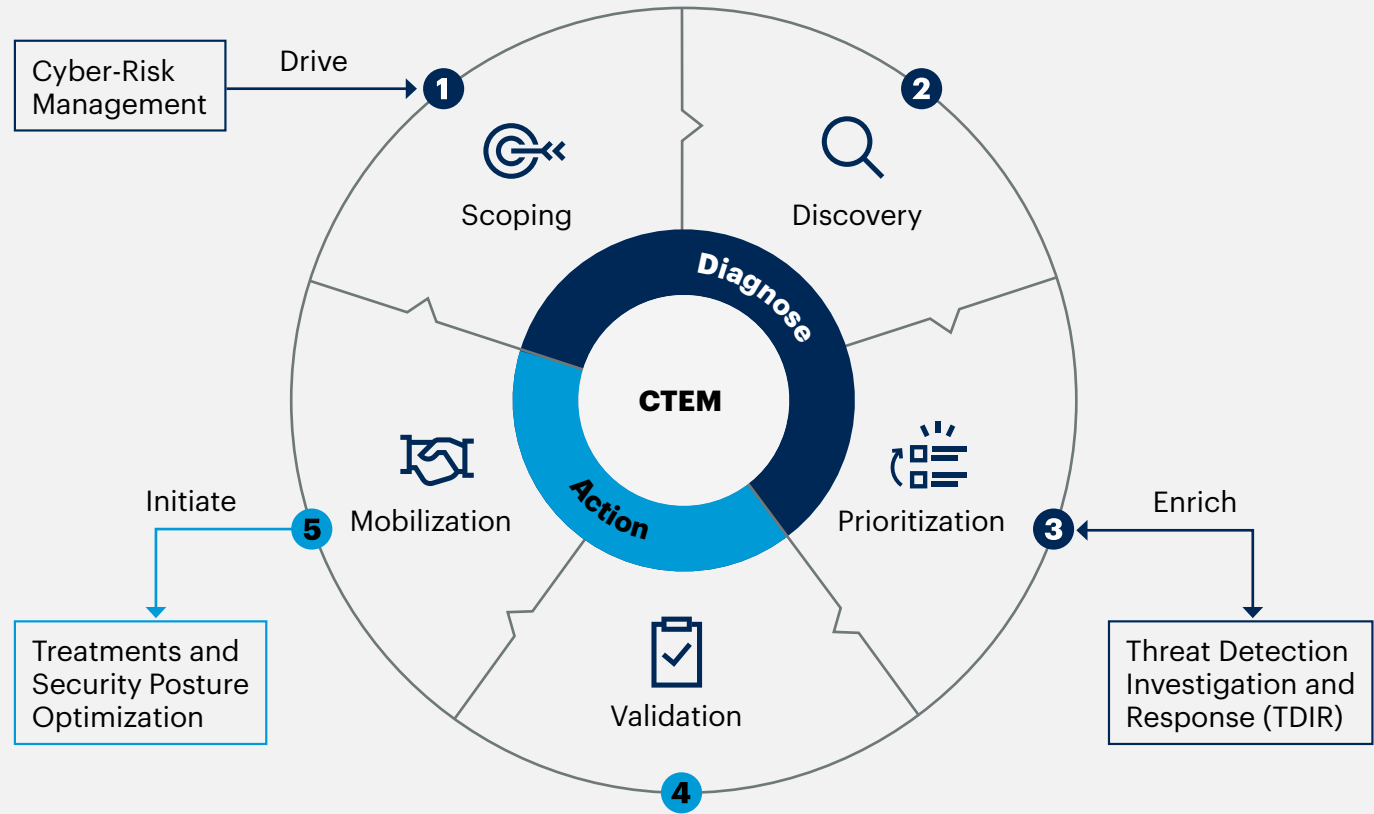 Cyber-Risk
Management
Drive
1
Scoping
2
Discovery
Diagnose
CTEM
Action
Prioritization
3
Enrich
Threat Detection
Investigation and
Response (TDIR)
Validation
4
Mobilization
5
Initiate
Treatments and
Security Posture
Optimization